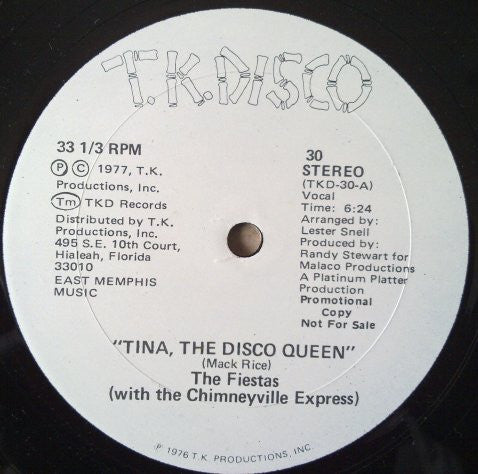 T.K. DISCO
33 1/3 RPM
Ⓟ Ⓒ 1977, T.K.
Productions, Inc.
Tm TKD Records
Distributed by T.K.
Productions, Inc.
495 S.E. 10th Court,
Hialeah, Florida
33010
EAST MEMPHIS
MUSIC
30
STEREO
(TKD-30-A)
Vocal
Time: 6:24
Arranged by:
Lester Snell
Produced by:
Randy Stewart for
Malaco Productions
A Platinum Platter
Production
Promotional
Copy
Not For Sale
"TINA, THE DISCO QUEEN"
(Mack Rice)
The Fiestas
(with the Chimneyville Express)
Ⓟ 1976 T.K. PRODUCTIONS, INC.